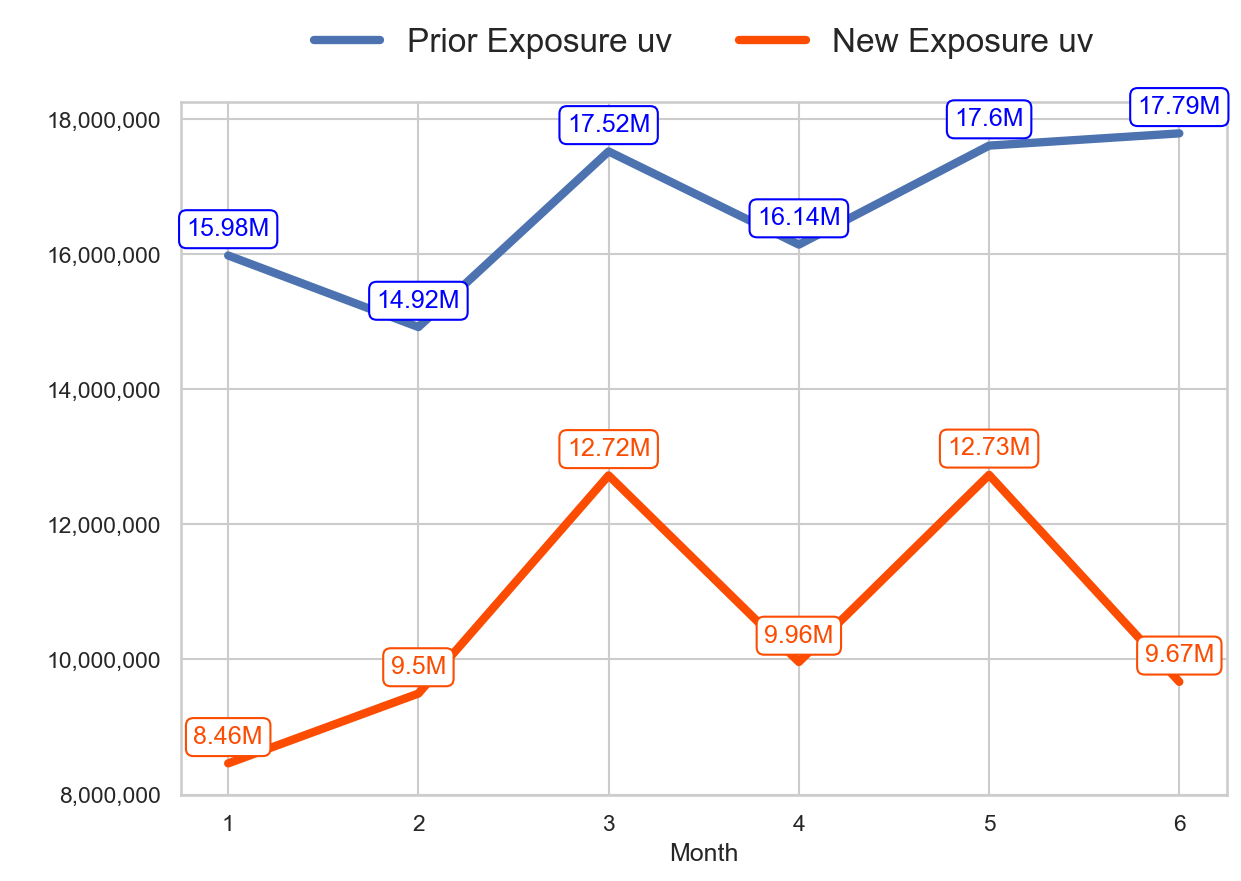 Prior Exposure uv New Exposure uv
17.79M
18,000,000
17.52M
17.6M
15.98M
16.14M
16,000,000
14.92M
14,000,000
12.72M
12.73M
12,000,000
9.96M
9.5M
9.67M
10,000,000
8.46M
8,000,000
1 2 3 4 5 6
Month